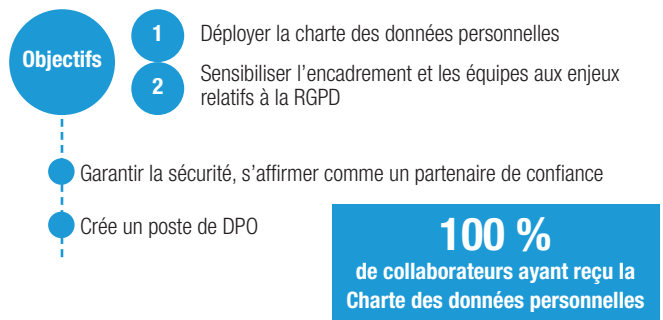 Objectifs
1
Déployer la charte des données personnelles
2
Sensibiliser l’encadrement et les équipes aux enjeux
relatifs à la RGPD
Garantir la sécurité, s’affirmer comme un partenaire de confiance
Crée un poste de DPO
100 %
de collaborateurs ayant reçu la
Charte des données personnelles